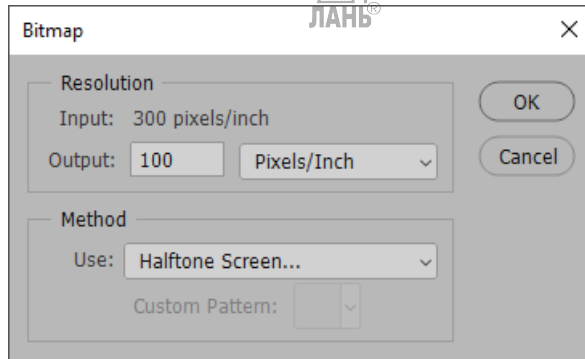 ЛАНЬ®
Bitmap
Resolution
Input: 300 pixels/inch
OK
Output: 100 Pixels/Inch
Cancel
Method
Use: Halftone Screen...
Custom Pattern: